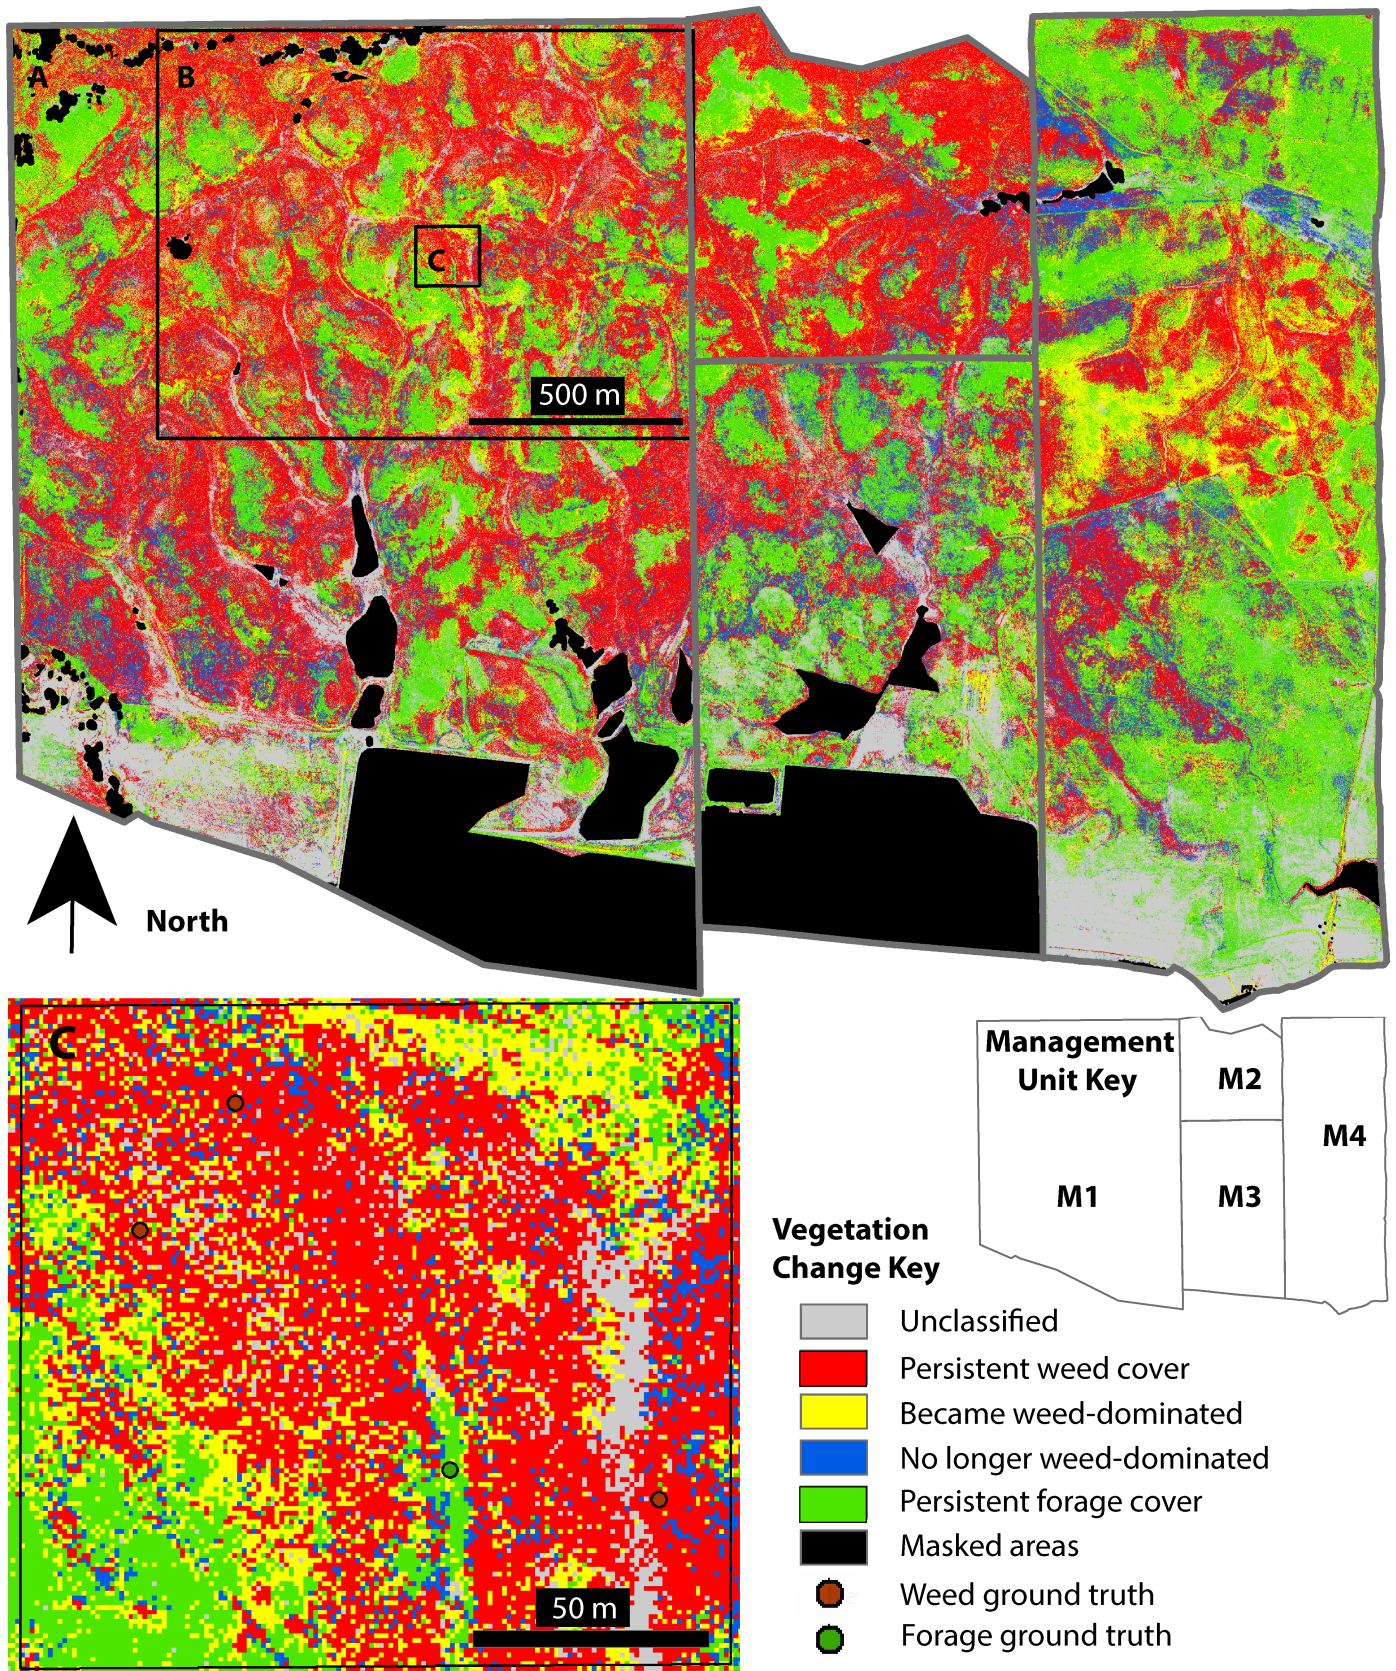 A
B
C
500 m
North
C
50 m
Management
Unit Key
M2
M4
M1
M3
Vegetation
Change Key
Unclassified
Persistent weed cover
Became weed-dominated
No longer weed-dominated
Persistent forage cover
Masked areas
Weed ground truth
Forage ground truth